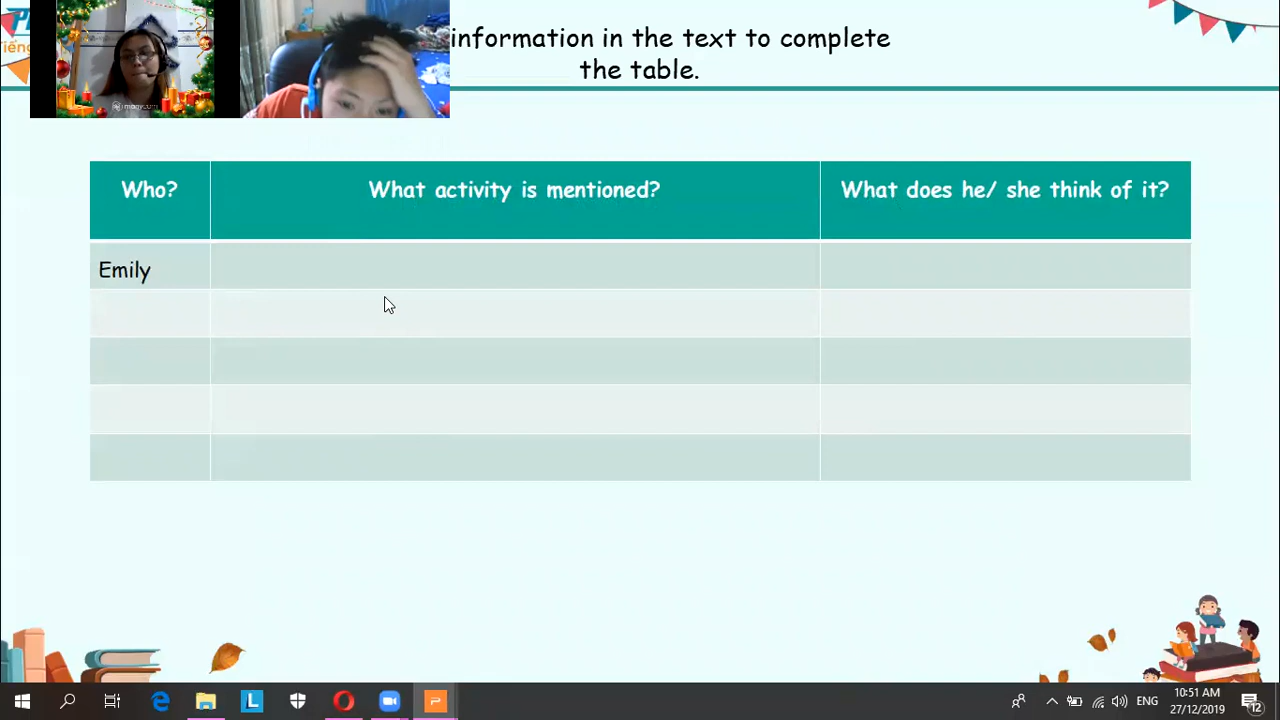 information in the text to complete
the table.
Who?
What activity is mentioned?
What does he/ she think of it?
Emily
ENG
10:51 AM
27/12/2019
12